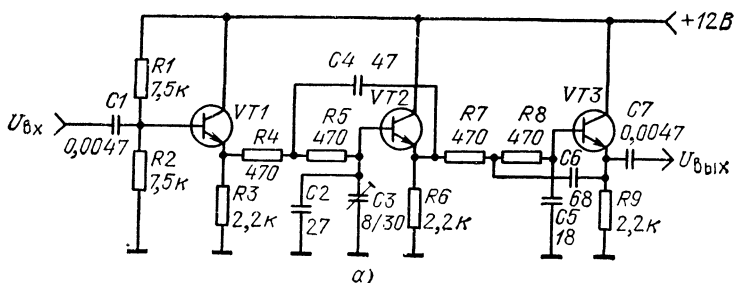 +12В
R1
7,5к
C1
0,0047
Uвх
R2
7,5к
VT1
R3
2,2к
R4
470
C4 47
R5
470
C2
27
C3
8/30
VT2
R6
2,2к
R7
470
R8
470
VT3
C6
68
C5
18
C7
0,0047
Uвых
R9
2,2к
а)